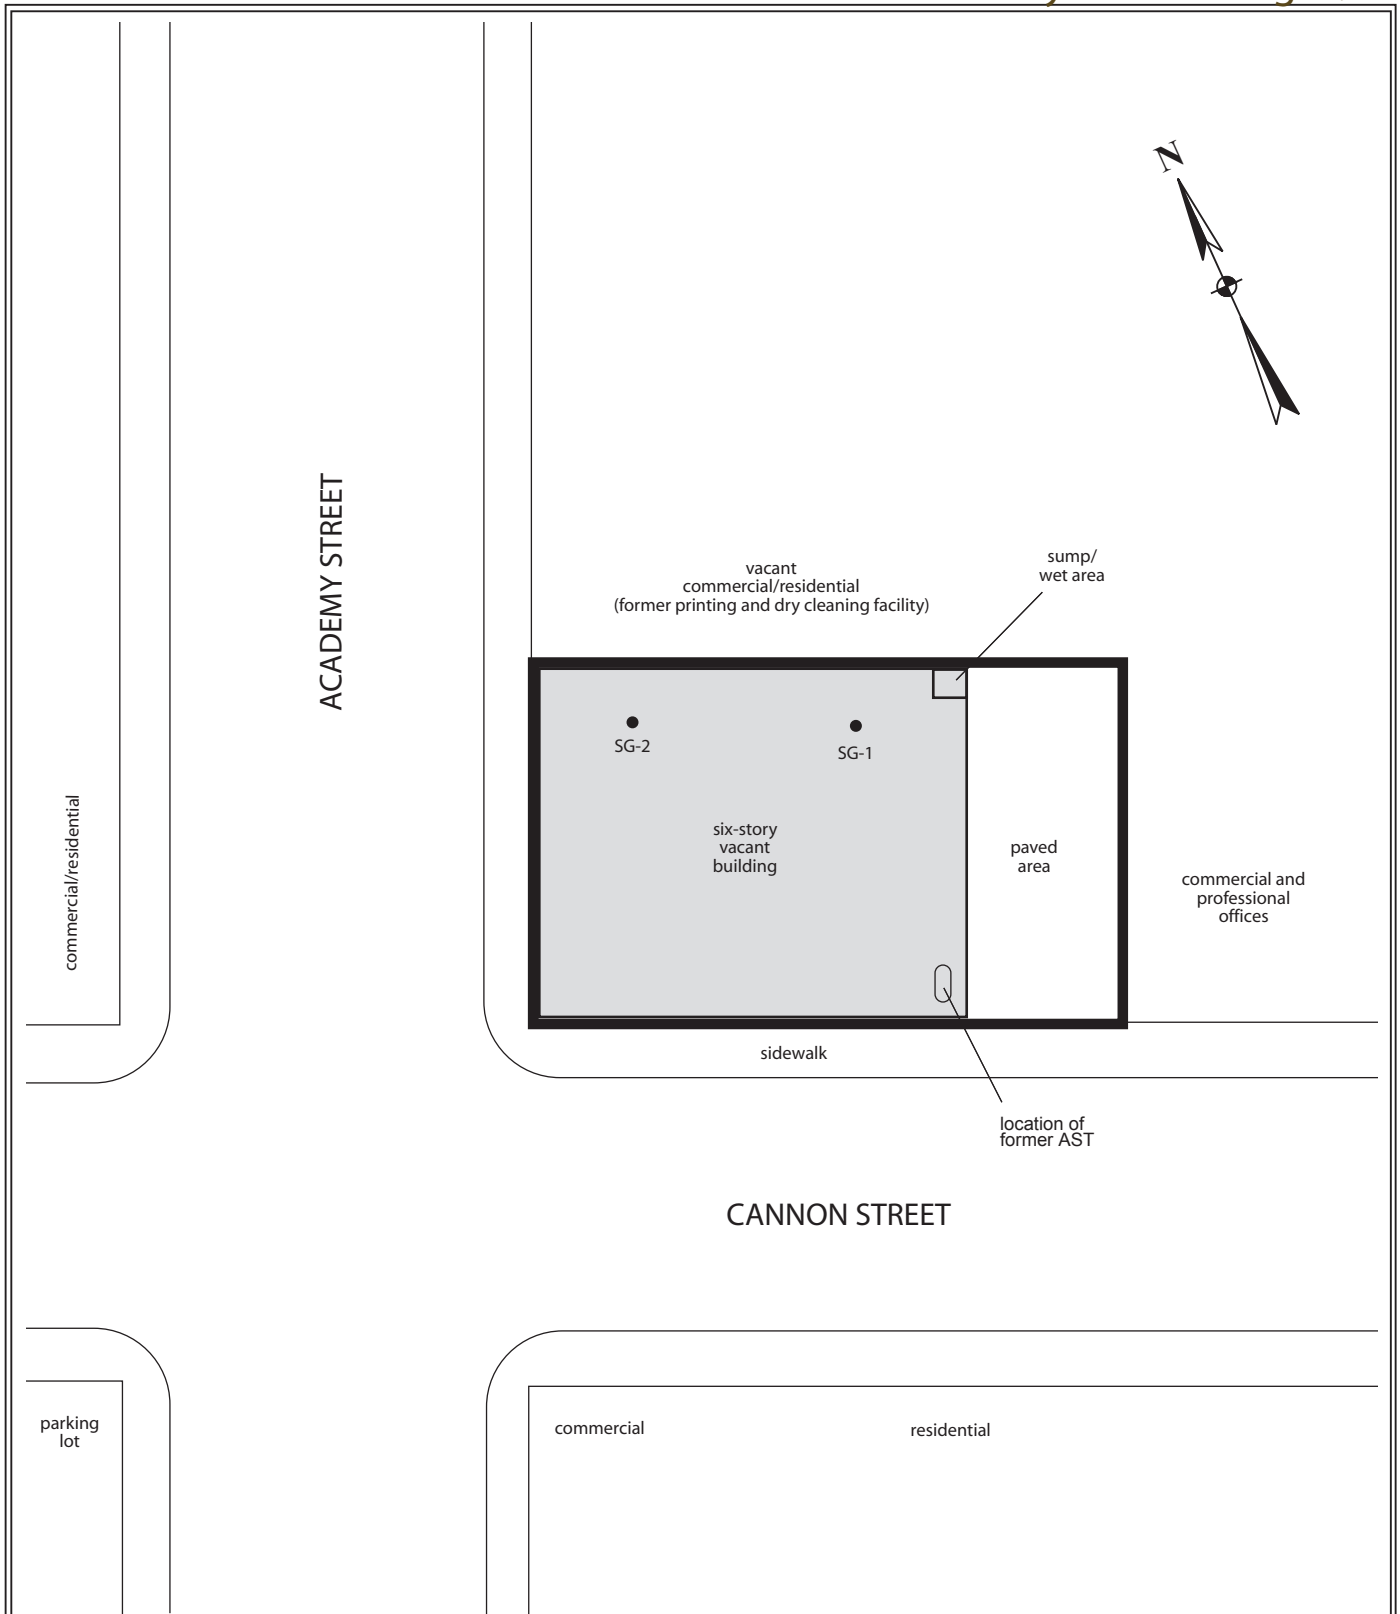 N
ACADEMY STREET
sump/
wet area
vacant
commercial/residential
(former printing and dry cleaning facility)
SG-2
SG-1
six-story
vacant
building
paved
area
commercial/residential
commercial and
professional
offices
sidewalk
location of
former AST
CANNON STREET
parking
lot
commercial
residential